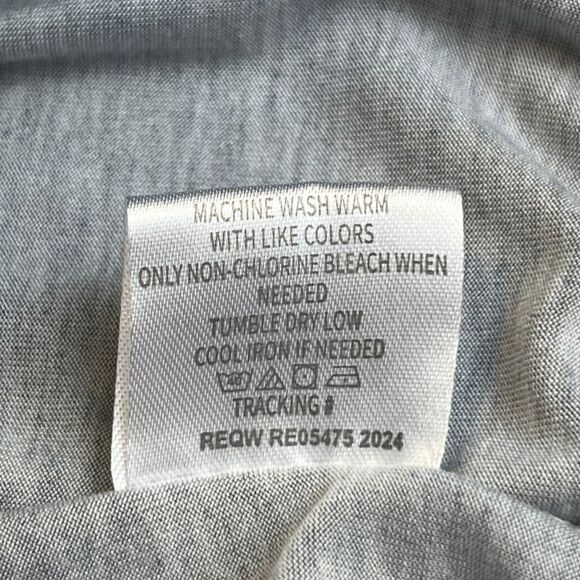 MACHINE WASH WARM
WITH LIKE COLORS
ONLY NON-CHLORINE BLEACH WHEN
NEEDED
TUMBLE DRY LOW
COOL IRON IF NEEDED
40
TRACKING #
REQW RE05475 2024